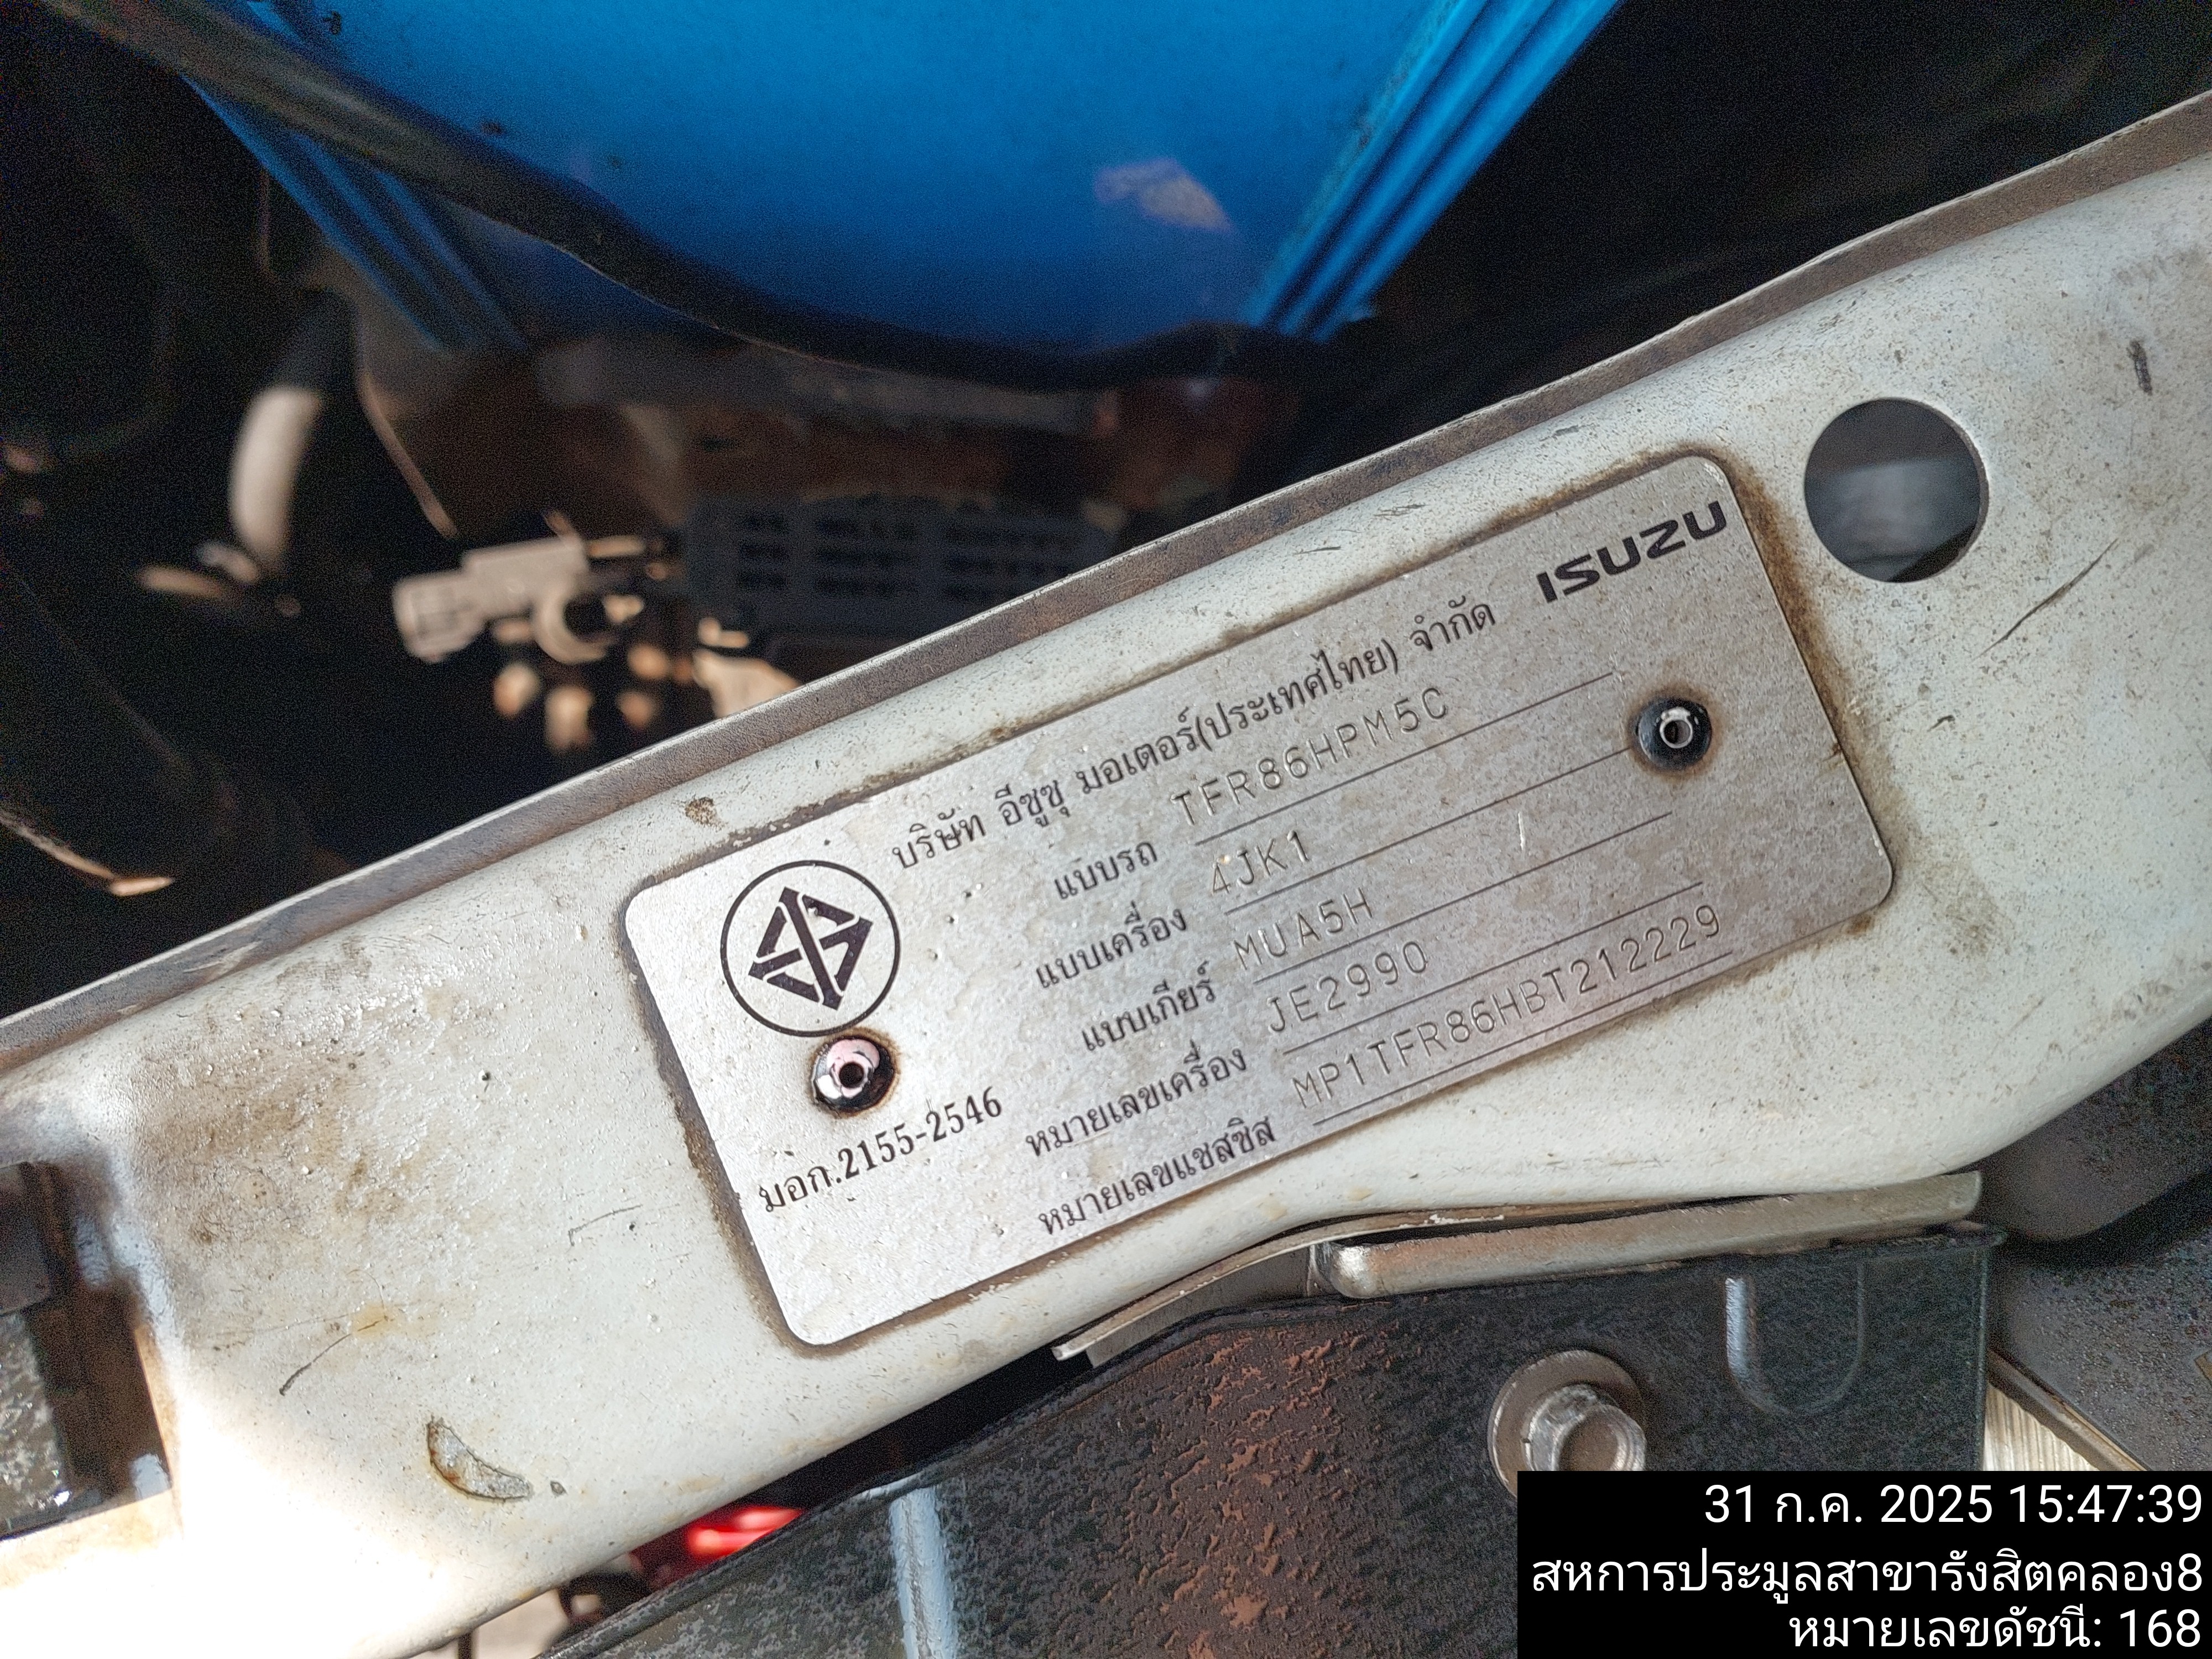 ISUZU
บริษัท อีซูซุ มอเตอร์(ประเทศไทย) จำกัด
แบบรถ TFR86HPM5C
แบบเครื่อง 4JK1
แบบเกียร์ MUA5H
หมายเลขเครื่อง JE2990
หมายเลขแชสซิส MP1TFR86HBT212229
มอก.2155-2546
31 ก.ค. 2025 15:47:39
สหการประมูลสาขารังสิตคลอง8
หมายเลขดัชนี: 168